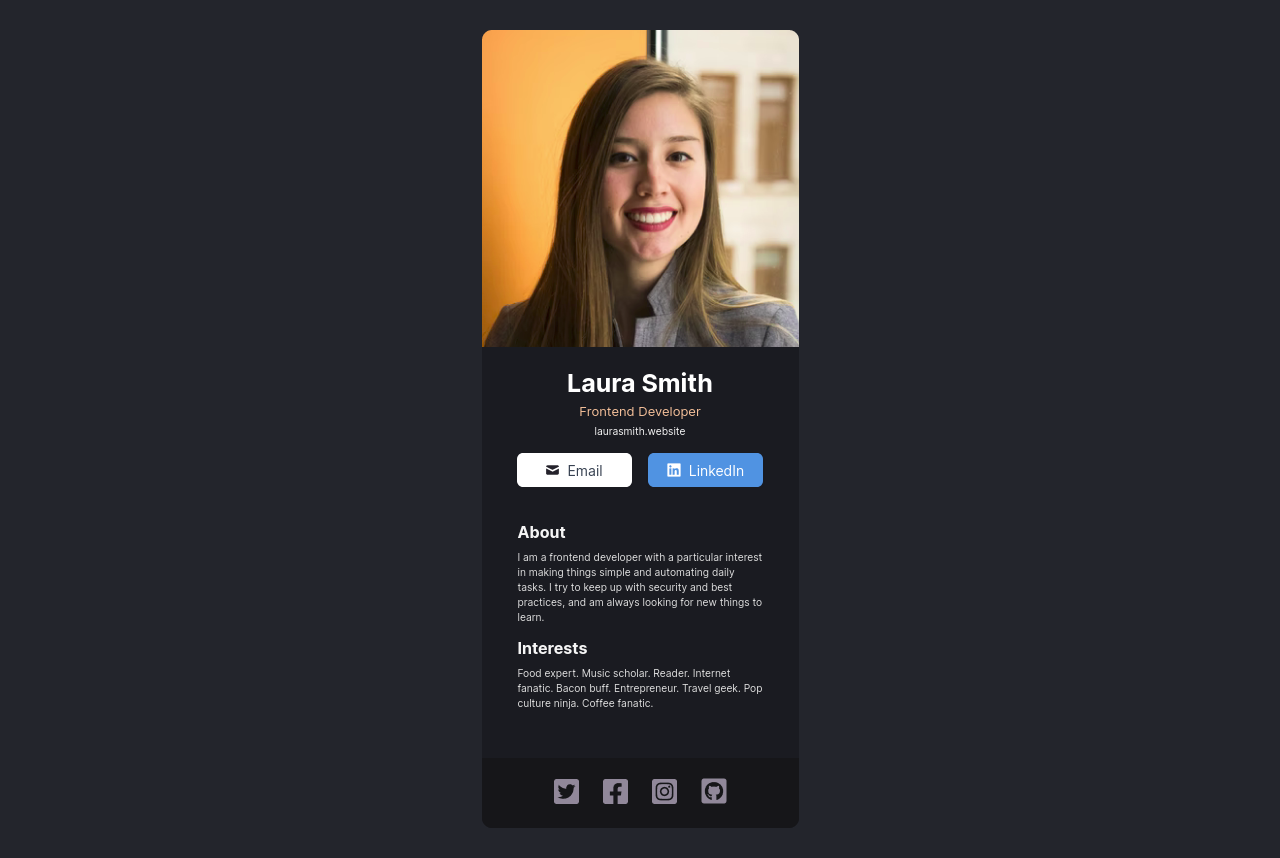 Laura Smith
Frontend Developer
laurasmith.website
Email
LinkedIn
About
I am a frontend developer with a particular interest
in making things simple and automating daily
tasks. I try to keep up with security and best
practices, and am always looking for new things to
learn.
Interests
Food expert. Music scholar. Reader. Internet
fanatic. Bacon buff. Entrepreneur. Travel geek. Pop
culture ninja. Coffee fanatic.